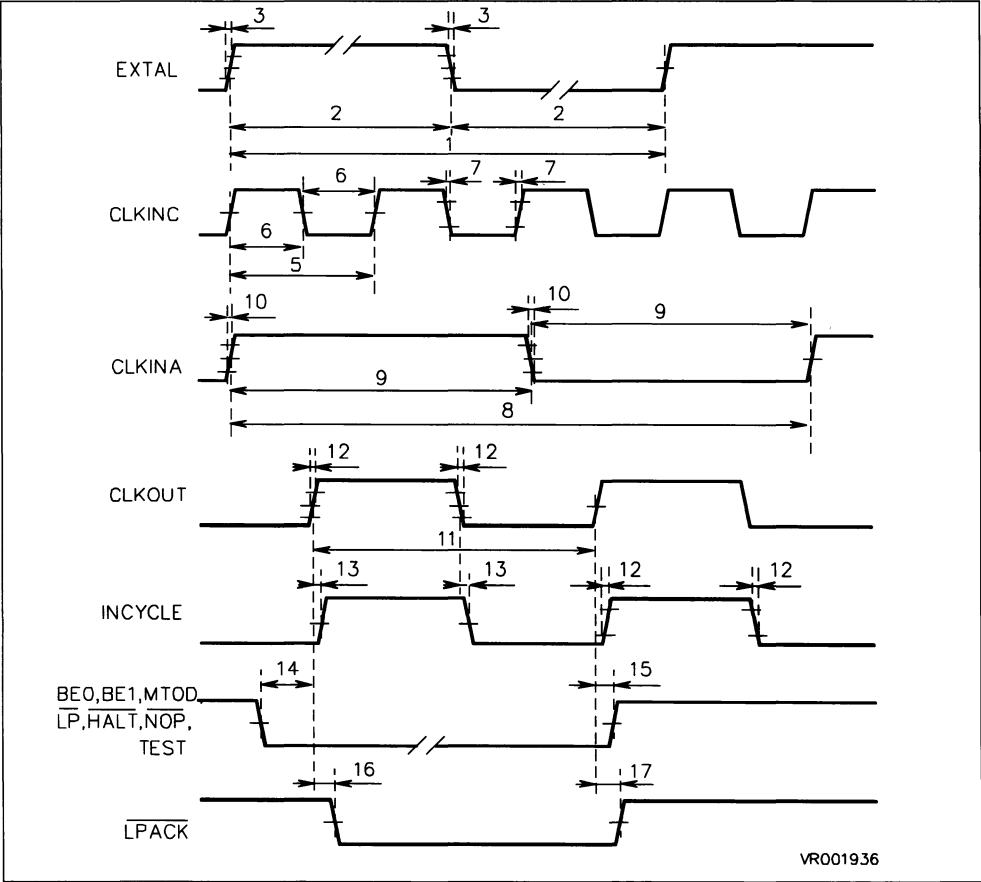 3 3
EXTAL
2 2
1
7 7
6
CLKINC
6
5
10 10
9
CLKINA
9
8
12 12
CLKOUT
11
13 13 12 12
INCYCLE
14 15
BE0,BE1,MTOD,
LP,HALT,NOP,
TEST
16 17
LPACK
VR001936